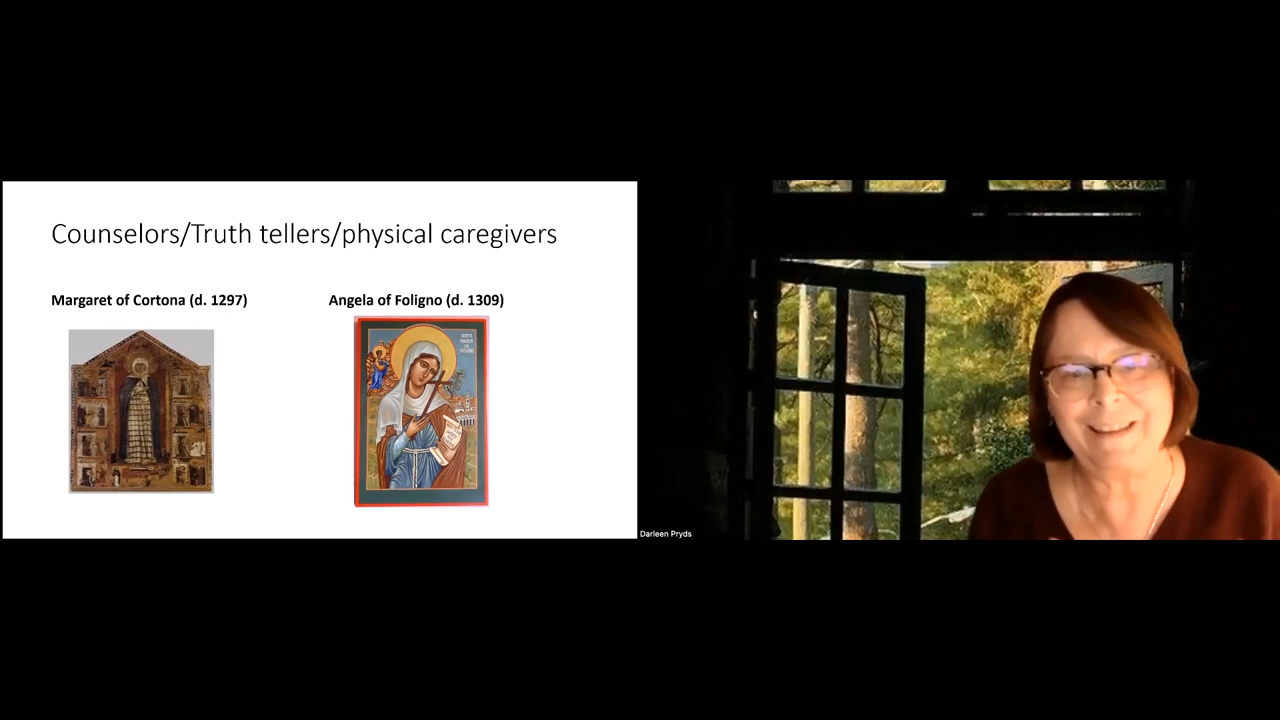 Counselors/Truth tellers/physical caregivers
Margaret of Cortona (d. 1297)
Angela of Foligno (d. 1309)
Darleen Pryds